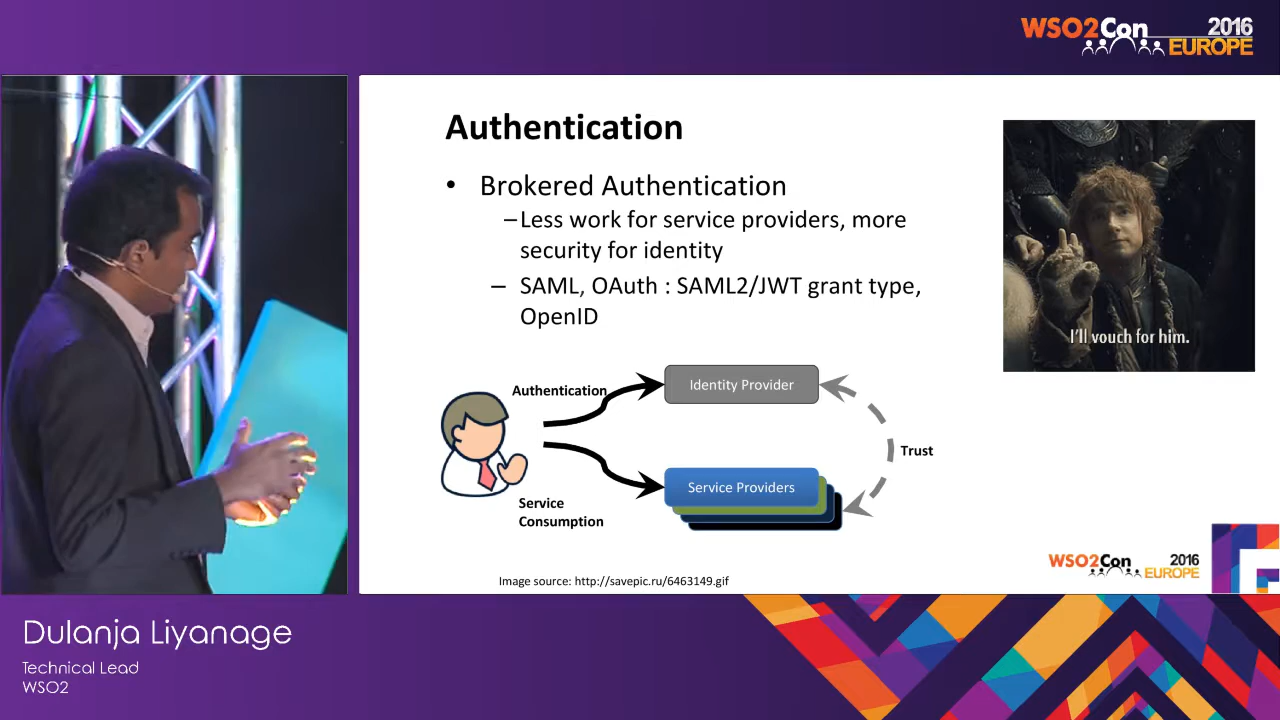 WSO2Con 2016
EUROPE
Authentication
• Brokered Authentication
–Less work for service providers, more
security for identity
– SAML, OAuth : SAML2/JWT grant type,
OpenID
I'll vouch for him.
Authentication
Identity Provider
Trust
Service Providers
Service
Consumption
WSO2Con 2016
EUROPE
Image source: http://savepic.ru/6463149.gif
Dulanja Liyanage
Technical Lead
WSO2